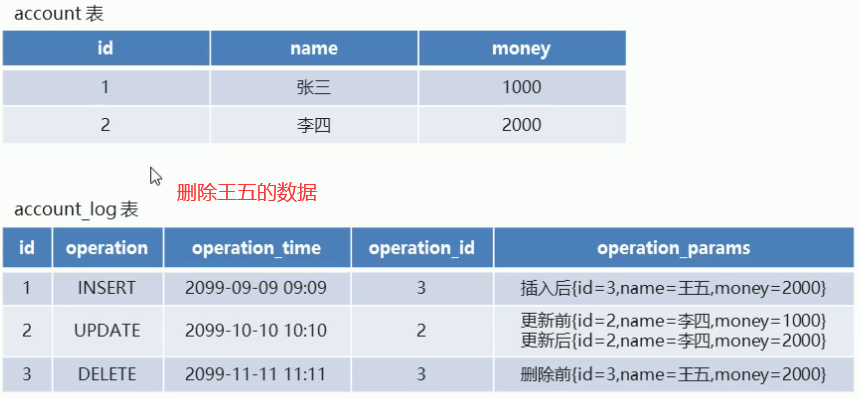 account 表
id name money
1 张三 1000
2 李四 2000
删除王五的数据
account_log 表
id operation operation_time operation_id operation_params
1 INSERT 2099-09-09 09:09 3 插入后{id=3,name=王五,money=2000}
2 UPDATE 2099-10-10 10:10 2 更新前{id=2,name=李四,money=1000}
更新后{id=2,name=李四,money=2000}
3 DELETE 2099-11-11 11:11 3 删除前{id=3,name=王五,money=2000}